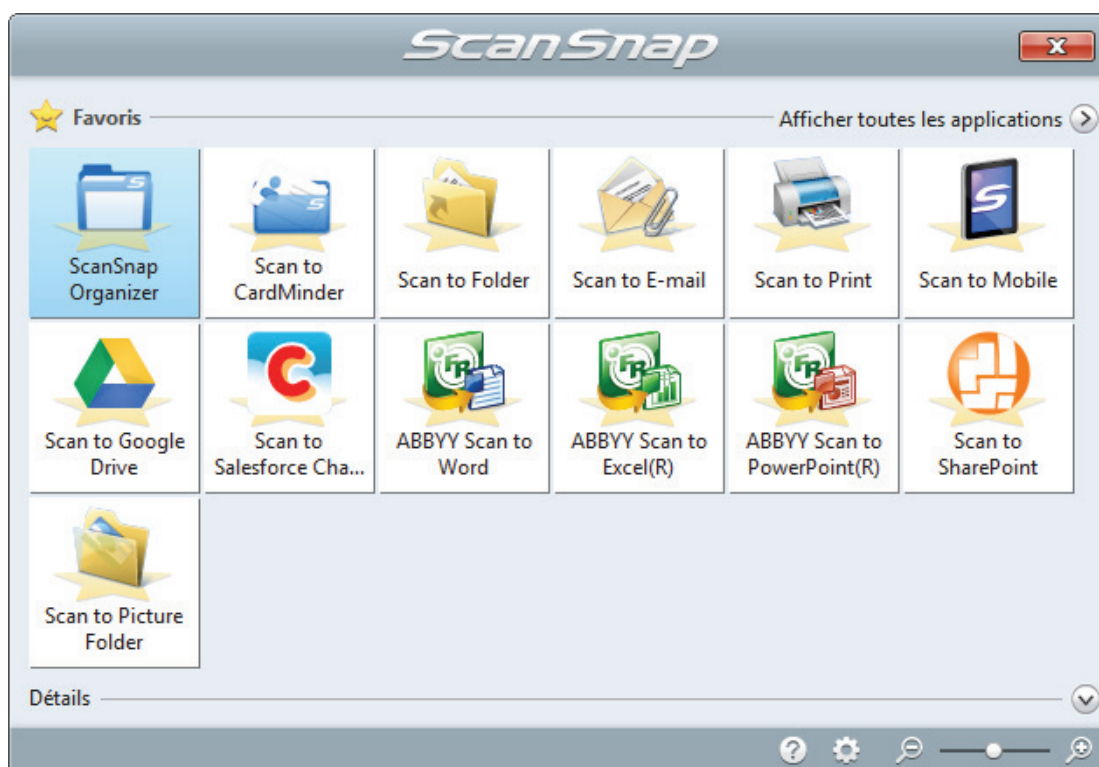 ScanSnap
Favoris
Afficher toutes les applications
ScanSnap
Organizer
Scan to
CardMinder
Scan to Folder
Scan to E-mail
Scan to Print
Scan to Mobile
Scan to Google
Drive
Scan to
Salesforce Cha...
ABBYY Scan to
Word
ABBYY Scan to
Excel(R)
ABBYY Scan to
PowerPoint(R)
Scan to
SharePoint
Scan to Picture
Folder
Détails